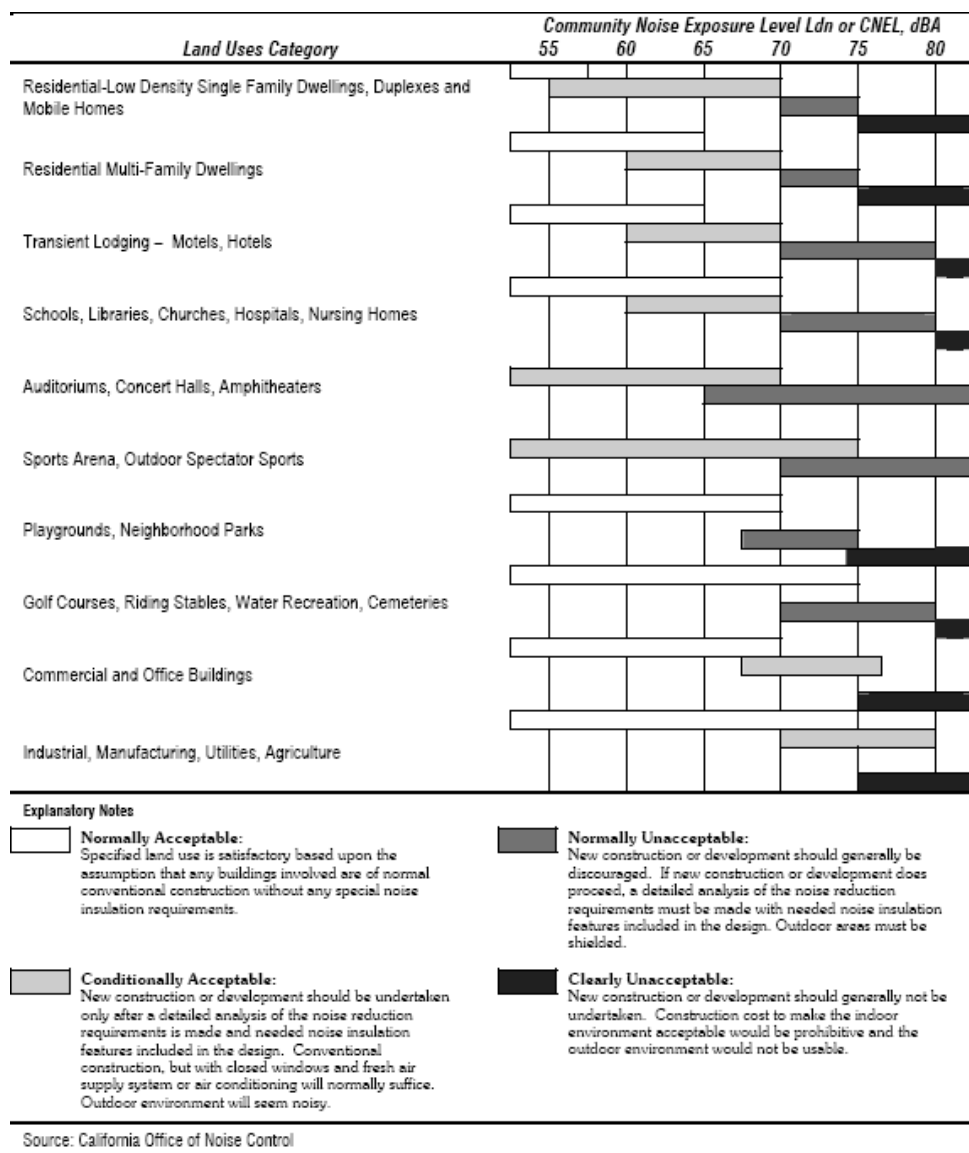 Community Noise Exposure Level Ldn or CNEL, dBA
Land Uses Category 55 60 65 70 75 80
Residential-Low Density Single Family Dwellings, Duplexes and
Mobile Homes
Residential Multi-Family Dwellings
Transient Lodging – Motels, Hotels
Schools, Libraries, Churches, Hospitals, Nursing Homes
Auditoriums, Concert Halls, Amphitheaters
Sports Arena, Outdoor Spectator Sports
Playgrounds, Neighborhood Parks
Golf Courses, Riding Stables, Water Recreation, Cemeteries
Commercial and Office Buildings
Industrial, Manufacturing, Utilities, Agriculture
Explanatory Notes
Normally Acceptable:
Specified land use is satisfactory based upon the
assumption that any buildings involved are of normal
conventional construction without any special noise
insulation requirements.
Normally Unacceptable:
New construction or development should generally be
discouraged. If new construction or development does
proceed, a detailed analysis of the noise reduction
requirements must be made with needed noise insulation
features included in the design. Outdoor areas must be
shielded.
Conditionally Acceptable:
New construction or development should be undertaken
only after a detailed analysis of the noise reduction
requirements is made and needed noise insulation
features included in the design. Conventional
construction, but with closed windows and fresh air
supply system or air conditioning will normally suffice.
Outdoor environment will seem noisy.
Clearly Unacceptable:
New construction or development should generally not be
undertaken. Construction cost to make the indoor
environment acceptable would be prohibitive and the
outdoor environment would not be usable.
Source: California Office of Noise Control